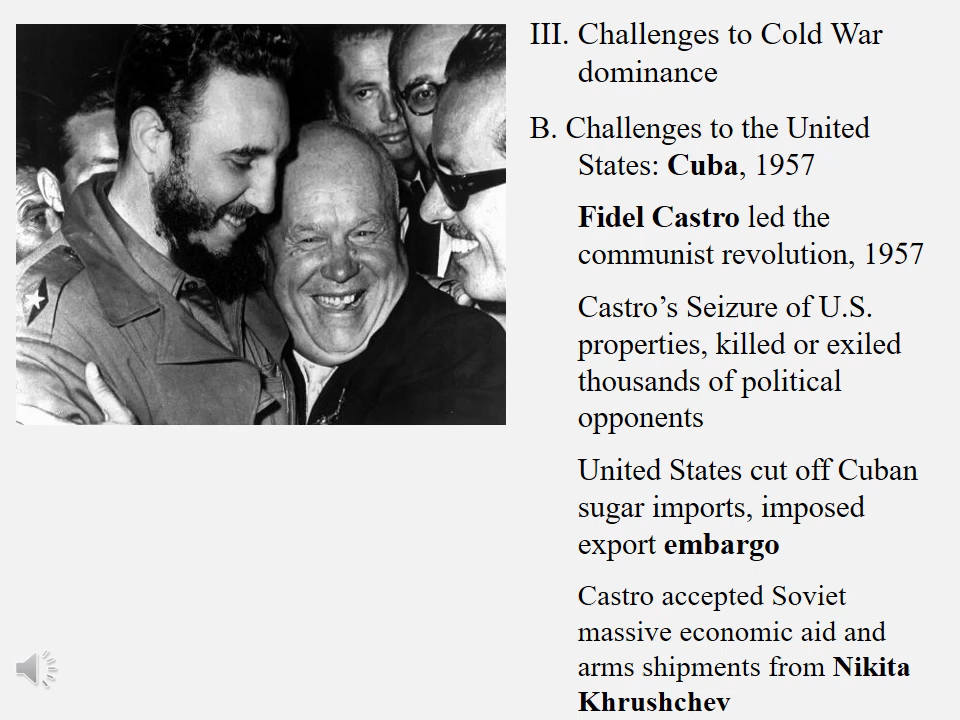 III. Challenges to Cold War
dominance
B. Challenges to the United
States: Cuba, 1957
Fidel Castro led the
communist revolution, 1957
Castro’s Seizure of U.S.
properties, killed or exiled
thousands of political
opponents
United States cut off Cuban
sugar imports, imposed
export embargo
Castro accepted Soviet
massive economic aid and
arms shipments from Nikita
Khrushchev